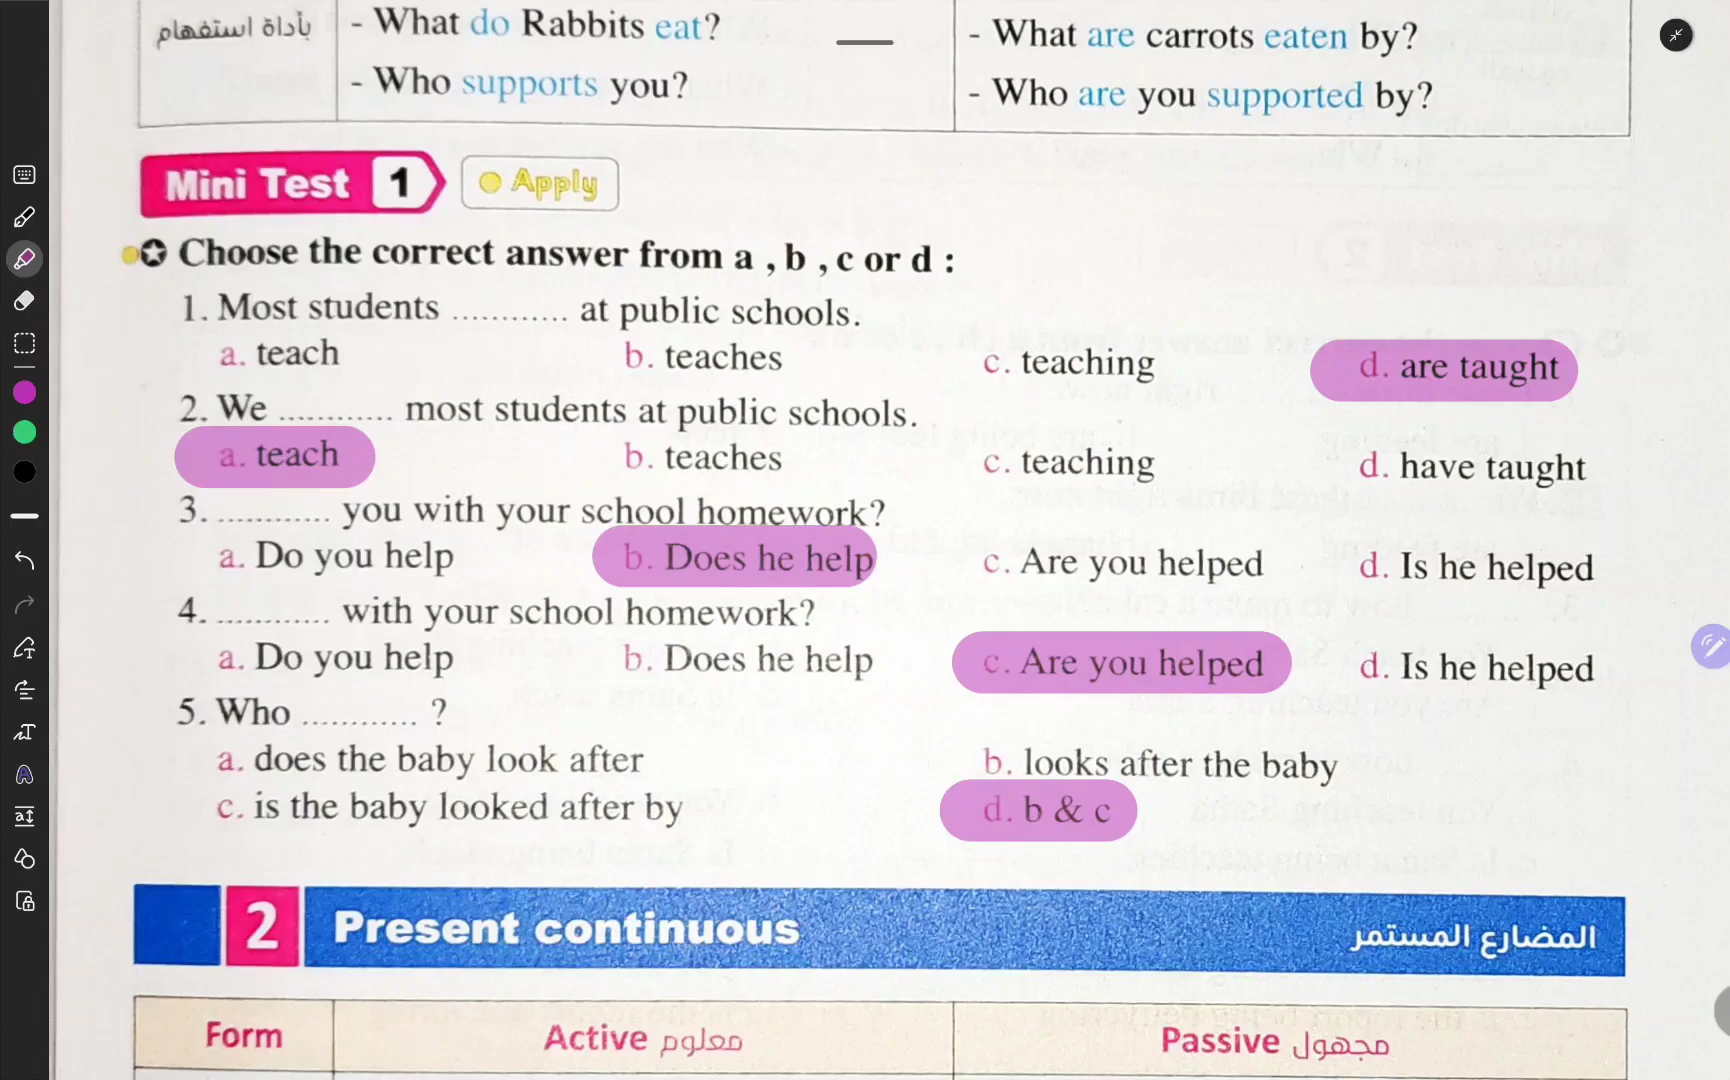 بأداة استفهام
- What do Rabbits eat?
- What are carrots eaten by?
- Who supports you?
- Who are you supported by?
Mini Test 1
Apply
Choose the correct answer from a , b , c or d :
1. Most students ............ at public schools.
a. teach b. teaches c. teaching d. are taught
2. We ............ most students at public schools.
a. teach b. teaches c. teaching d. have taught
3. ............ you with your school homework?
a. Do you help b. Does he help c. Are you helped d. Is he helped
4. ............ with your school homework?
a. Do you help b. Does he help c. Are you helped d. Is he helped
5. Who ............ ?
a. does the baby look after b. looks after the baby
c. is the baby looked after by d. b & c
2 Present continuous المضارع المستمر
Form Active معلوم Passive مجهول